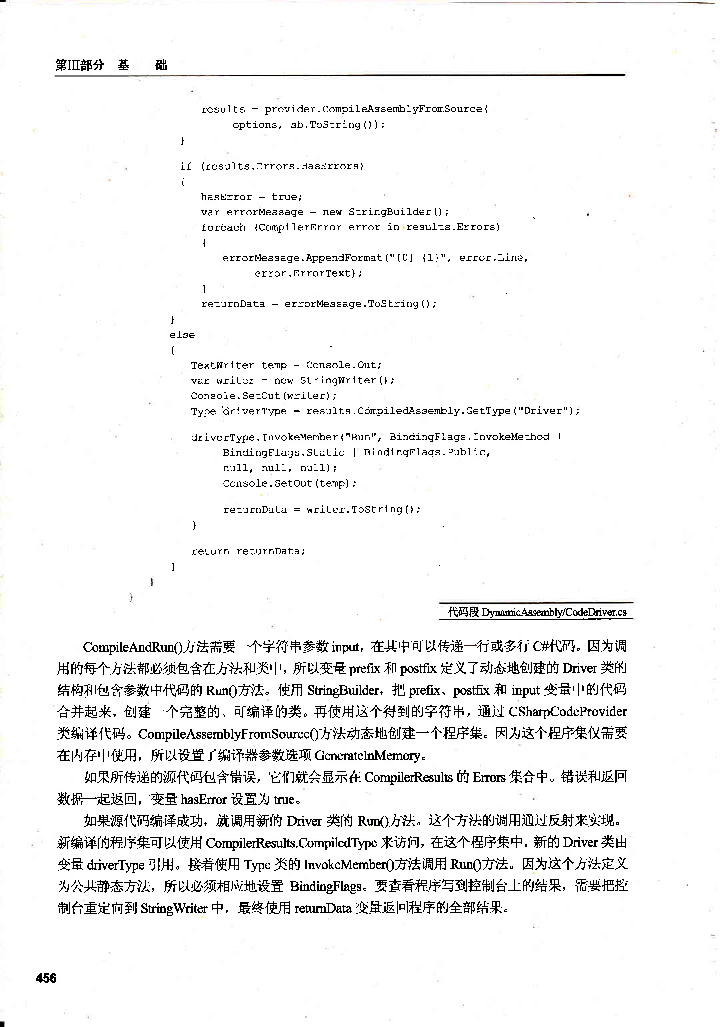 第III部分 基 础
results = provider.CompileAssemblyFromSource(
options, sb.ToString());
}
if (results.Errors.HasErrors)
{
hasError = true;
var errorMessage = new StringBuilder();
foreach (CompilerError error in results.Errors)
{
errorMessage.AppendFormat("{0} {1}", error.Line,
error.ErrorText);
}
returnData = errorMessage.ToString();
}
else
{
TextWriter temp = Console.Out;
var writer = new StringWriter();
Console.SetOut(writer);
Type driverType = results.CompiledAssembly.GetType("Driver");
driverType.InvokeMember("Run", BindingFlags.InvokeMethod |
BindingFlags.Static | BindingFlags.Public,
null, null, null);
Console.SetOut(temp);
returnData = writer.ToString();
}
return returnData;
}
}
}
代码段 DynamicAssembly/CodeDriver.cs
CompileAndRun()方法需要一个字符串参数 input，在其中可以传递一行或多行 C#代码。因为调
用的每个方法都必须包含在方法和类中，所以变量 prefix 和 postfix 定义了动态地创建的 Driver 类的
结构和包含参数中代码的 Run()方法。使用 StringBuilder，把 prefix、postfix 和 input 变量中的代码
合并起来，创建一个完整的、可编译的类。再使用这个得到的字符串，通过 CSharpCodeProvider
类编译代码。CompileAssemblyFromSource()方法动态地创建一个程序集。因为这个程序集仅需要
在内存中使用，所以设置了编译器参数选项 GenerateInMemory。
如果所传递的源代码包含错误，它们就会显示在 CompilerResults 的 Errors 集合中。错误和返回
数据一起返回，变量 hasError 设置为 true。
如果源代码编译成功，就调用新的 Driver 类的 Run()方法。这个方法的调用通过反射来实现。
新编译的程序集可以使用 CompilerResults.CompiledType 来访问，在这个程序集中，新的 Driver 类由
变量 driverType 引用。接着使用 Type 类的 InvokeMember()方法调用 Run()方法。因为这个方法定义
为公共静态方法，所以必须相应地设置 BindingFlags。要查看程序写到控制台上的结果，需要把控
制台重定向到 StringWriter 中，最终使用 returnData 变量返回程序的全部结果。
456